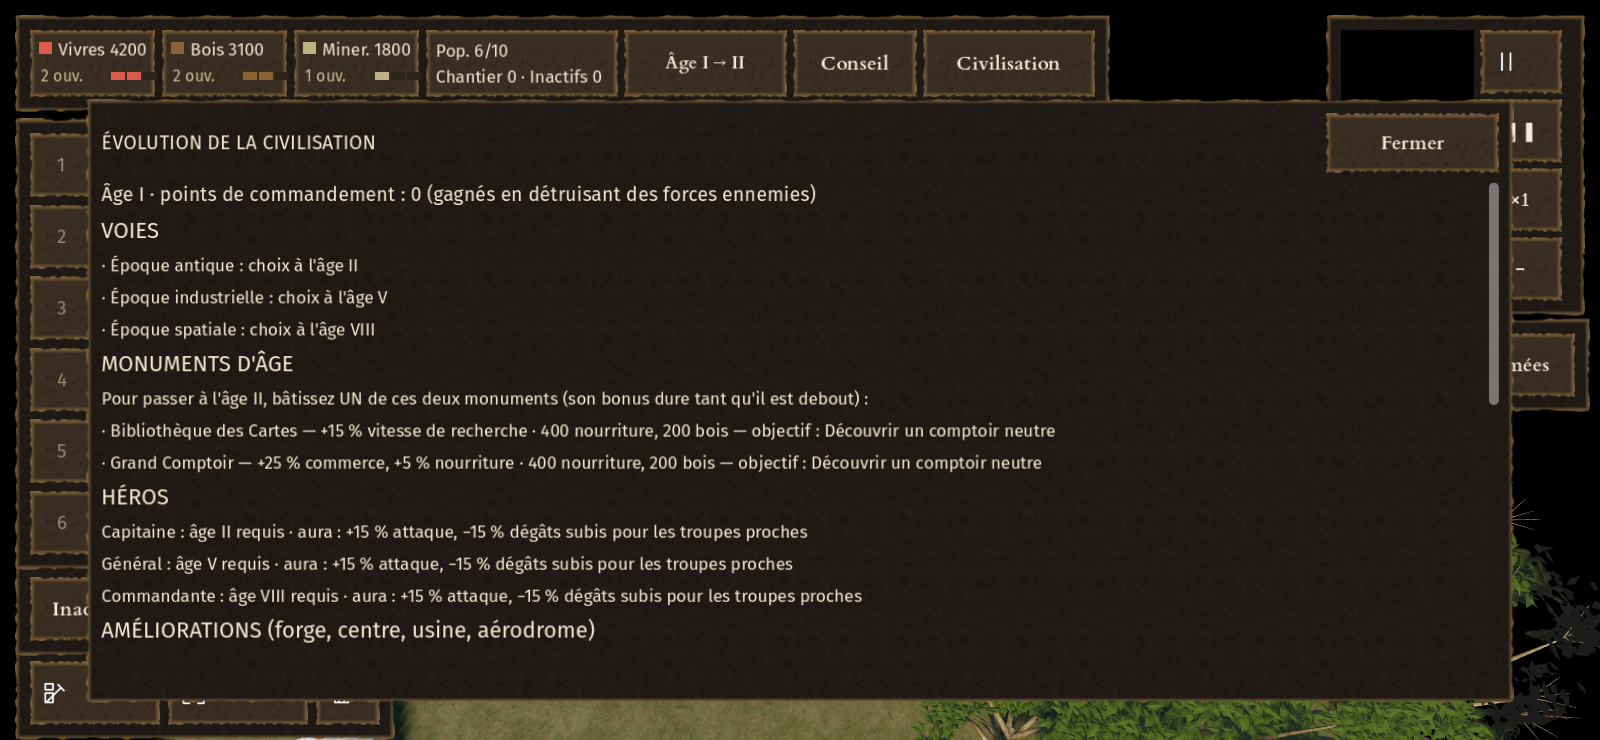 Vivres 4200
2 ouv.
Bois 3100
2 ouv.
Miner. 1800
1 ouv.
Pop. 6/10
Chantier 0 · Inactifs 0
Âge I→II
Conseil
Civilisation
ÉVOLUTION DE LA CIVILISATION
Fermer
Âge I · points de commandement : 0 (gagnés en détruisant des forces ennemies)
VOIES
· Époque antique : choix à l'âge II
· Époque industrielle : choix à l'âge V
· Époque spatiale : choix à l'âge VIII
MONUMENTS D'ÂGE
Pour passer à l'âge II, bâtissez UN de ces deux monuments (son bonus dure tant qu'il est debout) :
· Bibliothèque des Cartes — +15 % vitesse de recherche · 400 nourriture, 200 bois — objectif : Découvrir un comptoir neutre
· Grand Comptoir — +25 % commerce, +5 % nourriture · 400 nourriture, 200 bois — objectif : Découvrir un comptoir neutre
HÉROS
Capitaine : âge II requis · aura : +15 % attaque, −15 % dégâts subis pour les troupes proches
Général : âge V requis · aura : +15 % attaque, −15 % dégâts subis pour les troupes proches
Commandante : âge VIII requis · aura : +15 % attaque, −15 % dégâts subis pour les troupes proches
AMÉLIORATIONS (forge, centre, usine, aérodrome)
1
2
3
4
5
6
×1
−